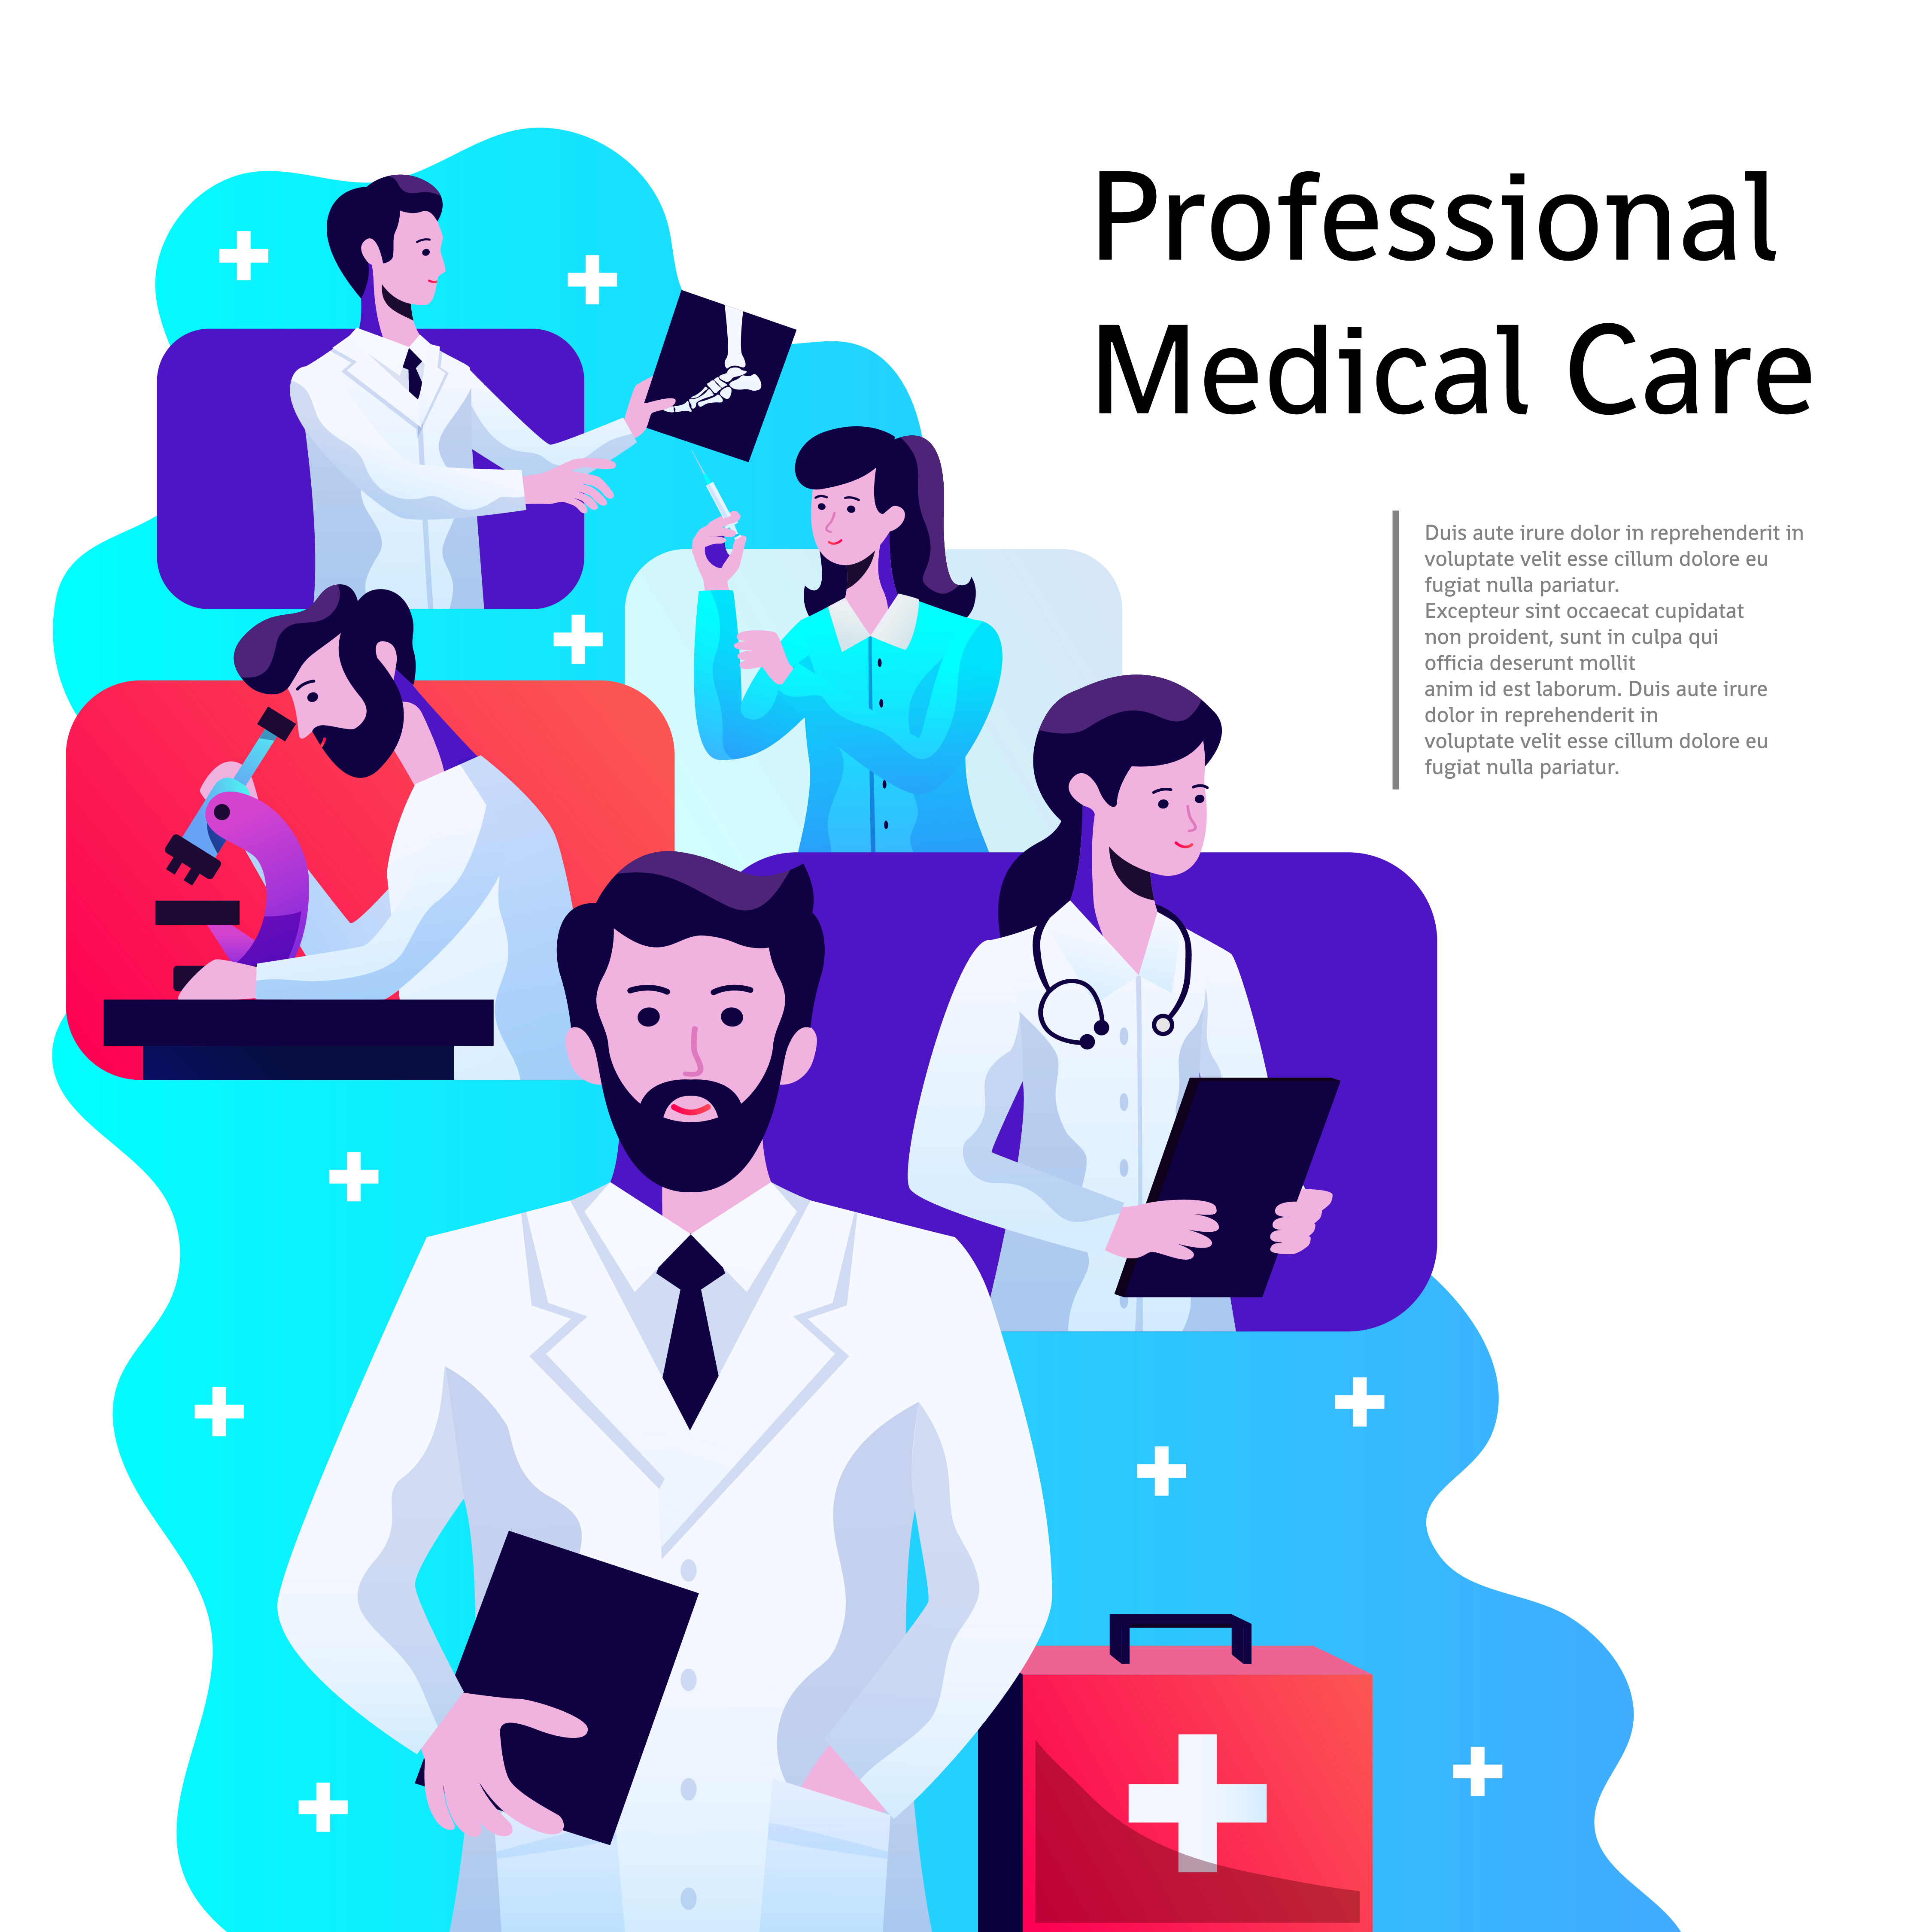 Professional
Medical Care
Duis aute irure dolor in reprehenderit in
voluptate velit esse cillum dolore eu
fugiat nulla pariatur.
Excepteur sint occaecat cupidatat
non proident, sunt in culpa qui
officia deserunt mollit
anim id est laborum. Duis aute irure
dolor in reprehenderit in
voluptate velit esse cillum dolore eu
fugiat nulla pariatur.